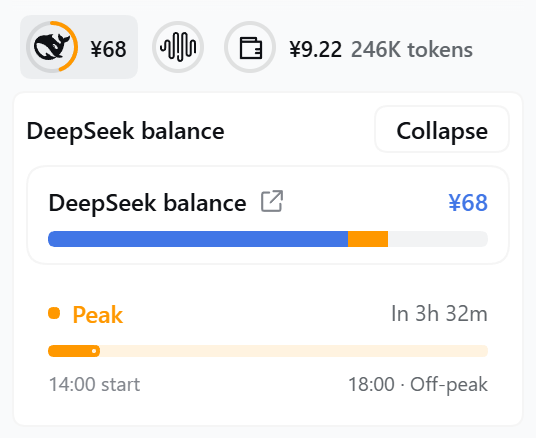 ¥68 ¥9.22 246K tokens
DeepSeek balance Collapse
DeepSeek balance ¥68
Peak In 3h 32m
14:00 start 18:00 · Off-peak